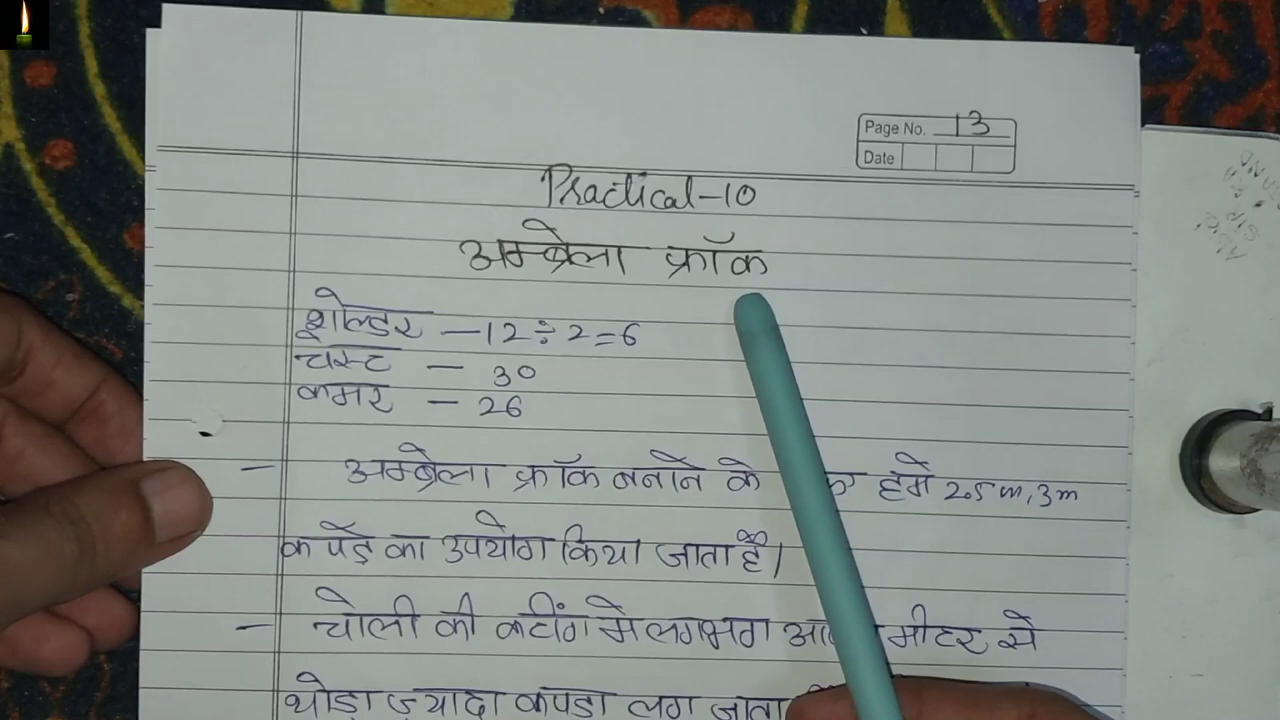 Page No. 13
Date
Practical-10
अम्ब्रेला फ्रॉक
शोल्डर - 12÷2=6
चस्ट - 30
कमर - 26
- अम्ब्रेला फ्रॉक बनाने के हमे 2.5m, 3m
कपड़े का उपयोग किया जाता है।
- चोली की कटींग मे लगभग मीटर से
थोड़ा ज़्यादा कपडा लग जाता